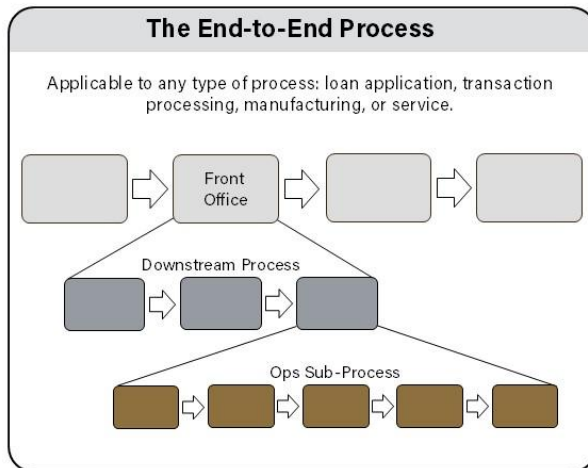 The End-to-End Process
Applicable to any type of process: loan application, transaction
processing, manufacturing, or service.
Front
Office
Downstream Process
Ops Sub-Process